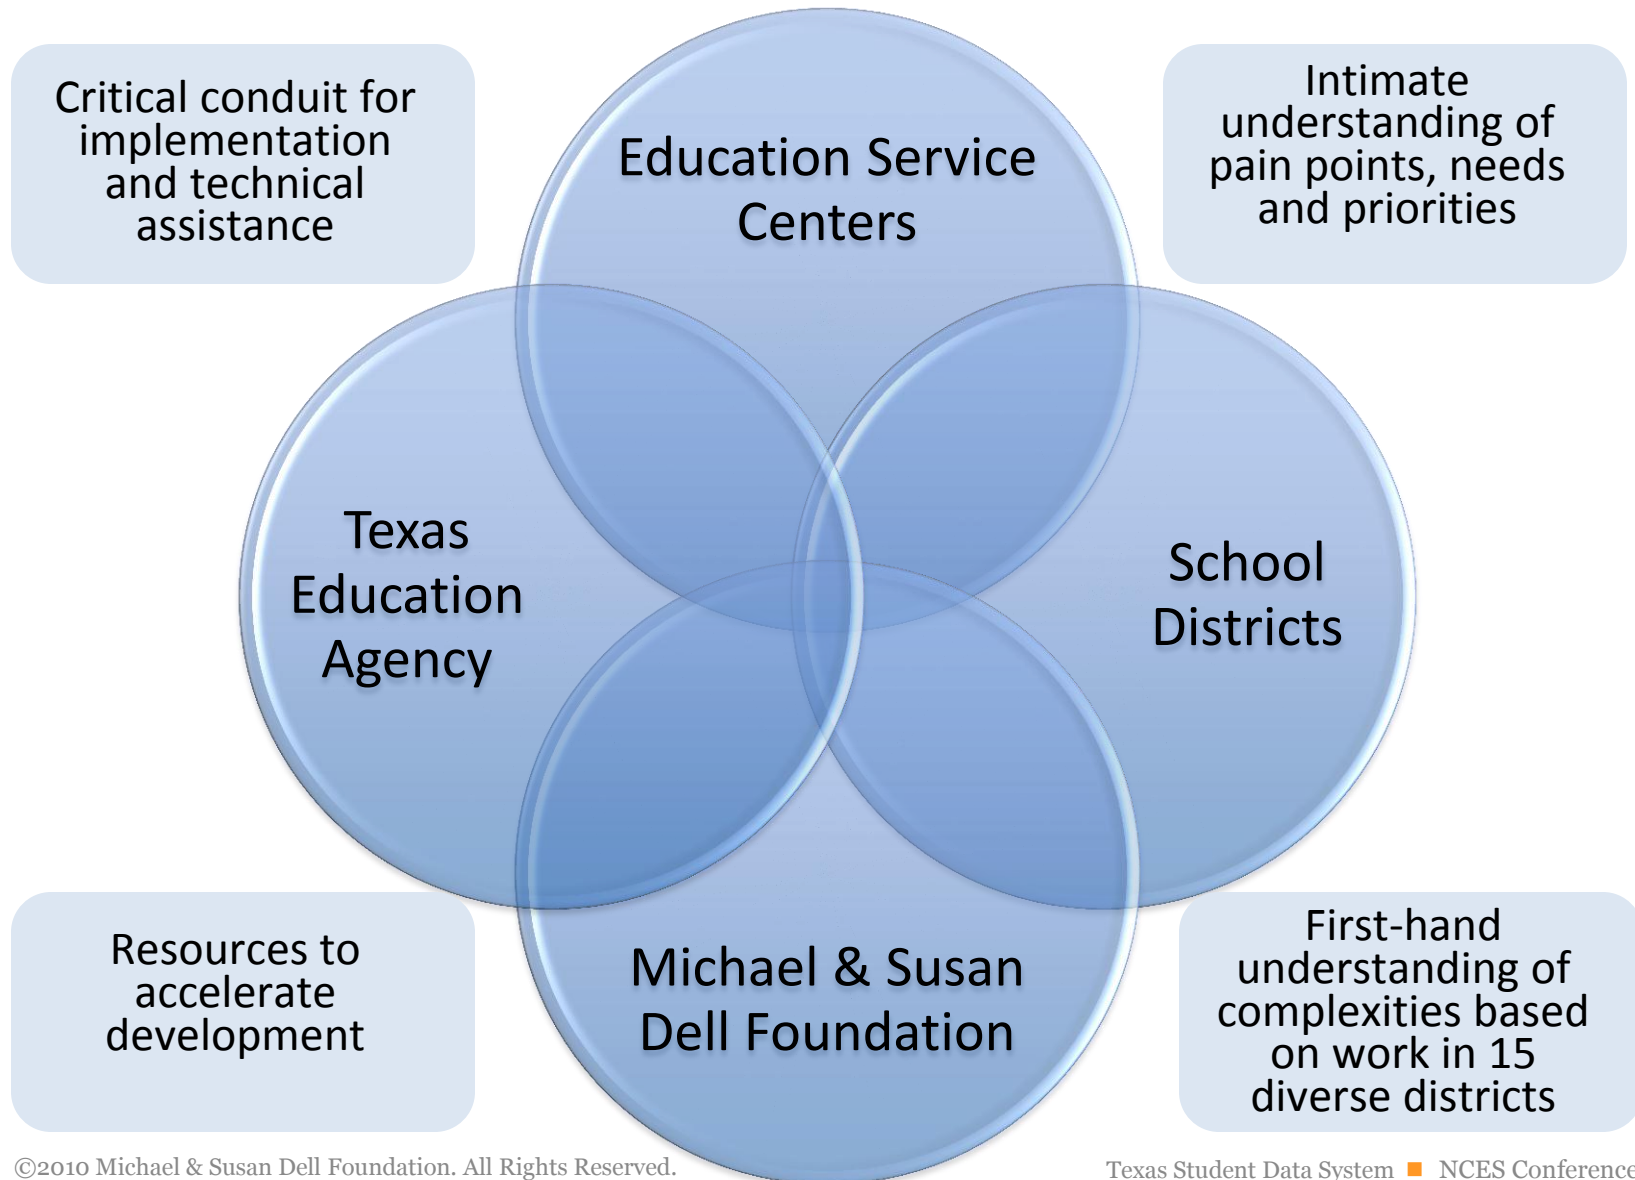 Critical conduit for
implementation
and technical
assistance
Education Service
Centers
Intimate
understanding of
pain points, needs
and priorities
Texas
Education
Agency
School
Districts
Resources to
accelerate
development
Michael & Susan
Dell Foundation
First-hand
understanding of
complexities based
on work in 15
diverse districts
©2010 Michael & Susan Dell Foundation. All Rights Reserved.
Texas Student Data System ■ NCES Conference